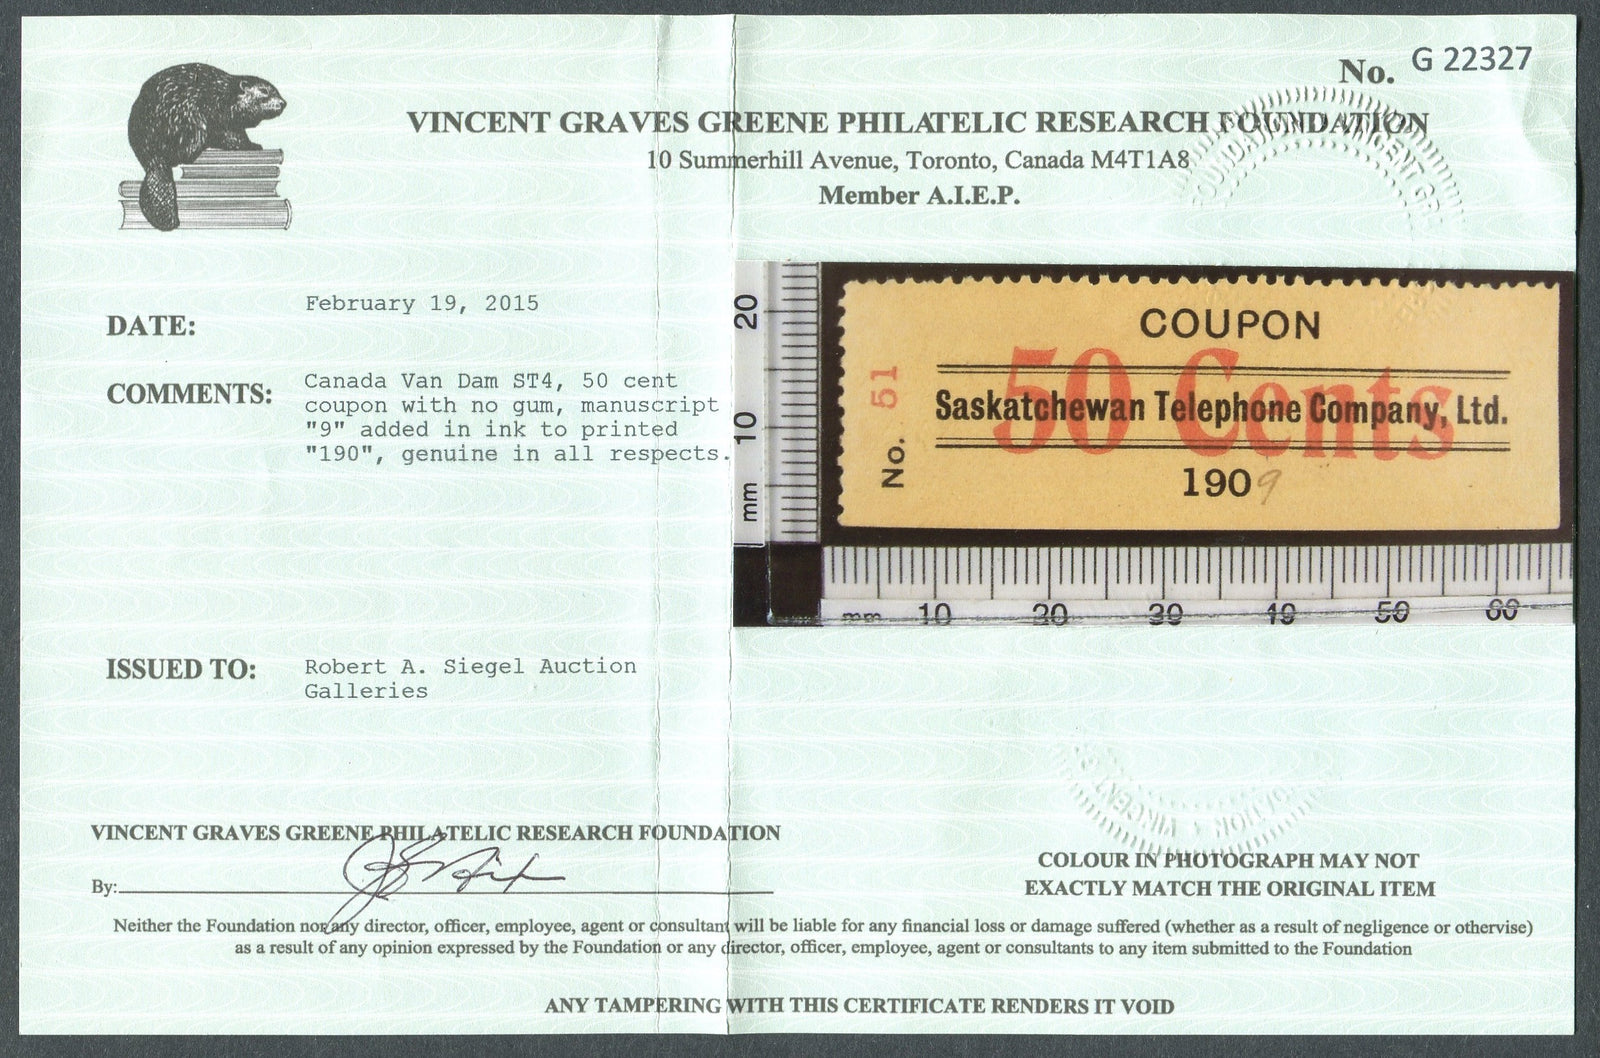 No. G 22327
VINCENT GRAVES GREENE PHILATELIC RESEARCH FOUNDATION
10 Summerhill Avenue, Toronto, Canada M4T1A8
Member A.I.E.P.
DATE: February 19, 2015
COMMENTS: Canada Van Dam ST4, 50 cent
coupon with no gum, manuscript
"9" added in ink to printed
"190", genuine in all respects.
20
10
mm
COUPON
50 Cents
Saskatchewan Telephone Company, Ltd.
1909
No. 51
mm 10 20 30 40 50 60
ISSUED TO: Robert A. Siegel Auction
Galleries
VINCENT GRAVES GREENE PHILATELIC RESEARCH FOUNDATION
By:
COLOUR IN PHOTOGRAPH MAY NOT
EXACTLY MATCH THE ORIGINAL ITEM
Neither the Foundation nor any director, officer, employee, agent or consultant will be liable for any financial loss or damage suffered (whether as a result of negligence or othervise)
as a result of any opinion expressed by the Foundation or any director, officer, employee, agent or consultants to any item submitted to the Foundation
ANY TAMPERING WITH THIS CERTIFICATE RENDERS IT VOID